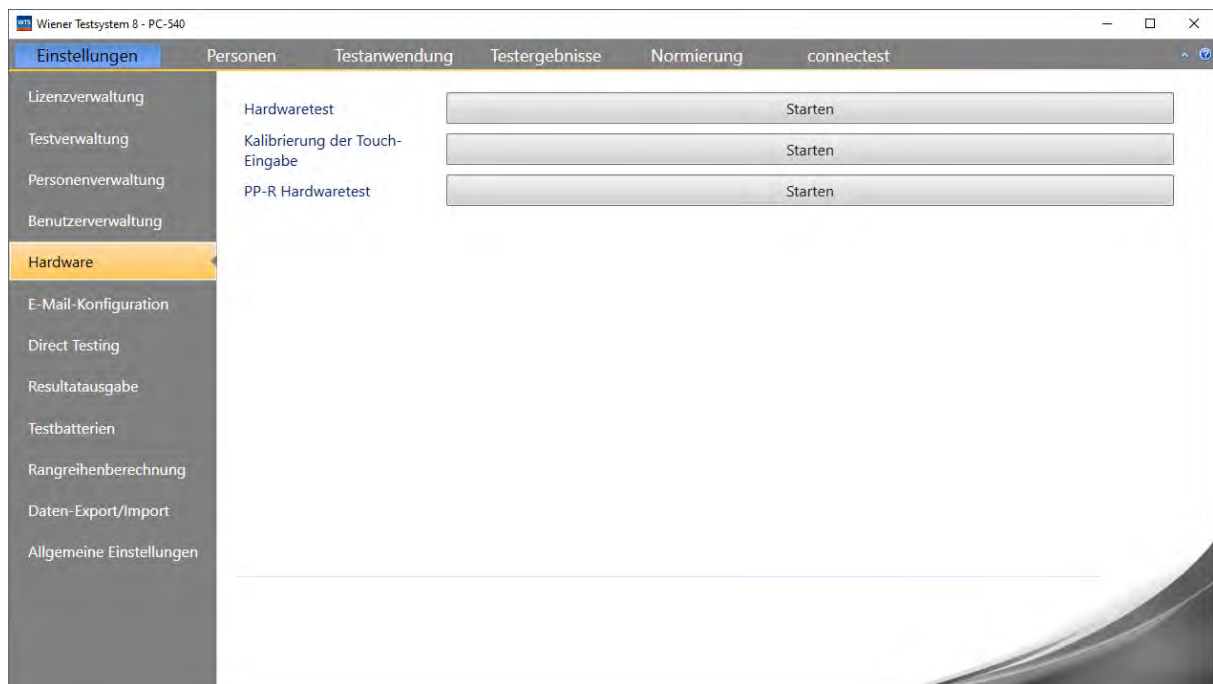 WTS Wiener Testsystem 8 - PC-540
Einstellungen Personen Testanwendung Testergebnisse Normierung connectest
Lizenzverwaltung
Testverwaltung
Personenverwaltung
Benutzerverwaltung
Hardware
E-Mail-Konfiguration
Direct Testing
Resultatausgabe
Testbatterien
Rangreihenberechnung
Daten-Export/Import
Allgemeine Einstellungen
Hardwaretest Starten
Kalibrierung der Touch-
Eingabe Starten
PP-R Hardwaretest Starten